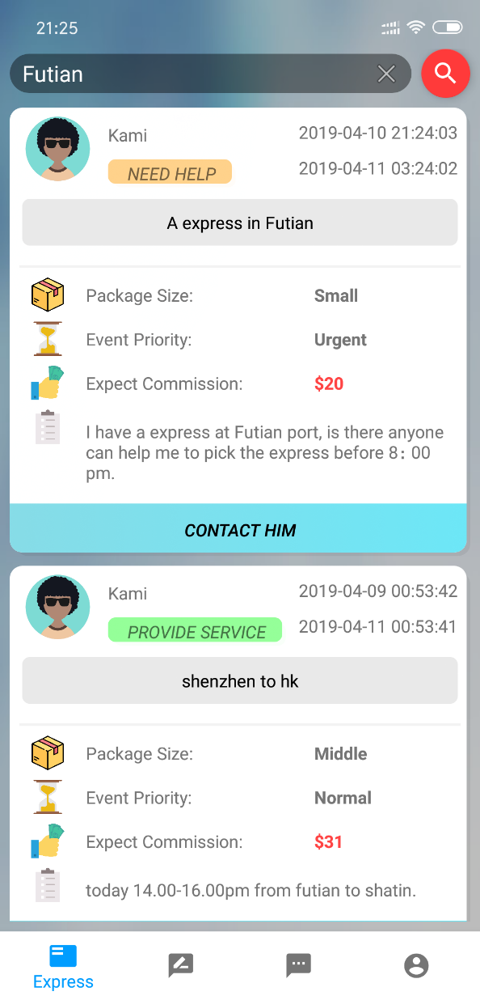 21:25
Futian
Kami
2019-04-10 21:24:03
NEED HELP
2019-04-11 03:24:02
A express in Futian
Package Size: Small
Event Priority: Urgent
Expect Commission: $20
I have a express at Futian port, is there anyone
can help me to pick the express before 8：00
pm.
CONTACT HIM
Kami
2019-04-09 00:53:42
PROVIDE SERVICE
2019-04-11 00:53:41
shenzhen to hk
Package Size: Middle
Event Priority: Normal
Expect Commission: $31
today 14.00-16.00pm from futian to shatin.
Express